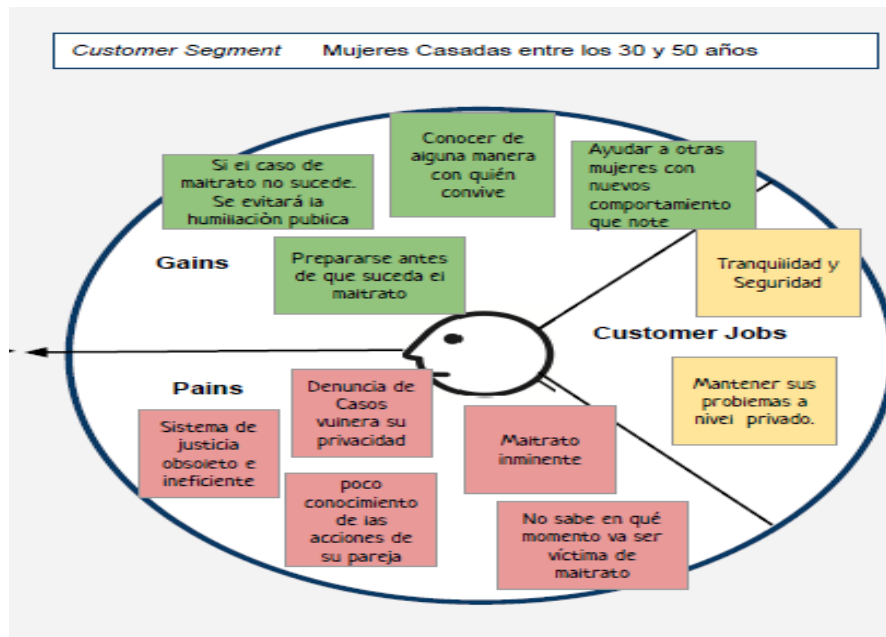 Customer Segment Mujeres Casadas entre los 30 y 50 años
Conocer de
alguna manera
con quién
convive
Si el caso de
maltrato no sucede.
Se evitará la
humillaciòn publica
Ayudar a otras
mujeres con
nuevos
comportamiento
que note
Gains
Prepararse antes
de que suceda el
maltrato
Tranquilidad y
Seguridad
Customer Jobs
Mantener sus
problemas a
nivel privado.
Pains
Denuncia de
Casos
vulnera su
privacidad
Sistema de
justicia
obsoleto e
ineficiente
Maltrato
inminente
poco
conocimiento
de las
acciones de
su pareja
No sabe en qué
momento va ser
víctima de
maltrato